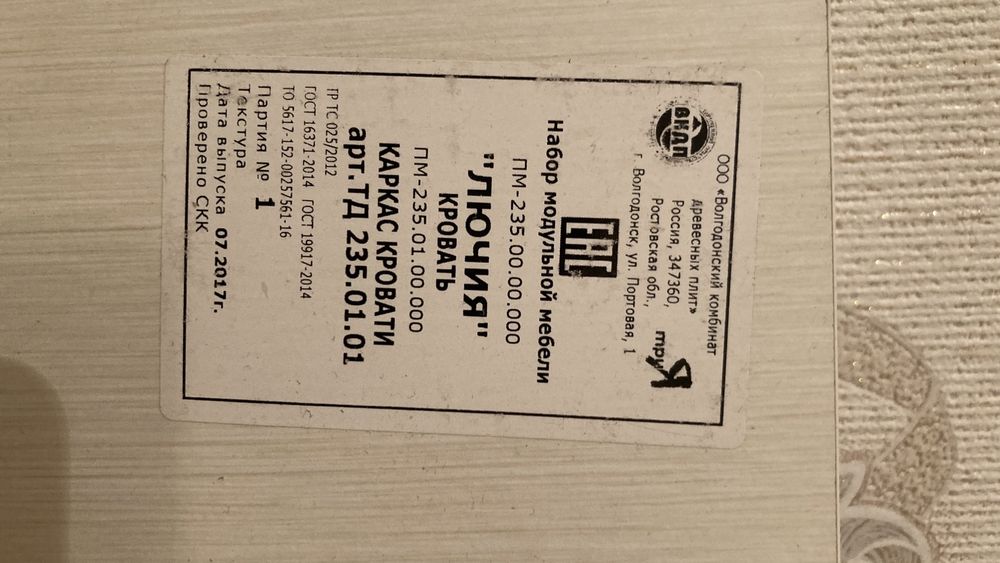 ООО «Волгодонский комбинат
древесных плит»
Россия, 347360,
Ростовская обл.,
г. Волгодонск, ул. Портовая, 1
ВКДП
триЯ
ЕАС
Набор модульной мебели
ПМ-235.00.00.000
"ЛЮЧИЯ"
КРОВАТЬ
ПМ-235.01.00.000
КАРКАС КРОВАТИ
арт.ТД 235.01.01
ТР ТС 025/2012
ГОСТ 16371-2014 ГОСТ 19917-2014
ТО 5617-152-00257561-16
Партия № 1
Текстура
Дата выпуска 07.2017г.
Проверено СКК